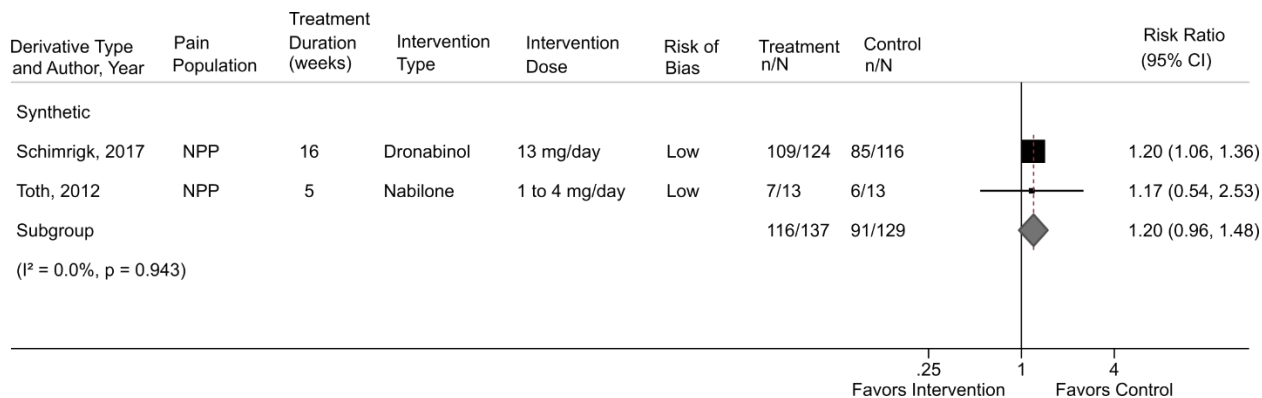 Derivative Type and Author, Year Pain Population Treatment Duration (weeks) Intervention Type Intervention Dose Risk of Bias Treatment n/N Control n/N Risk Ratio (95% CI)
Synthetic
Schimrigk, 2017 NPP 16 Dronabinol 13 mg/day Low 109/124 85/116 1.20 (1.06, 1.36)
Toth, 2012 NPP 5 Nabilone 1 to 4 mg/day Low 7/13 6/13 1.17 (0.54, 2.53)
Subgroup 116/137 91/129 1.20 (0.96, 1.48)
(I² = 0.0%, p = 0.943)
.25 1 4
Favors Intervention Favors Control